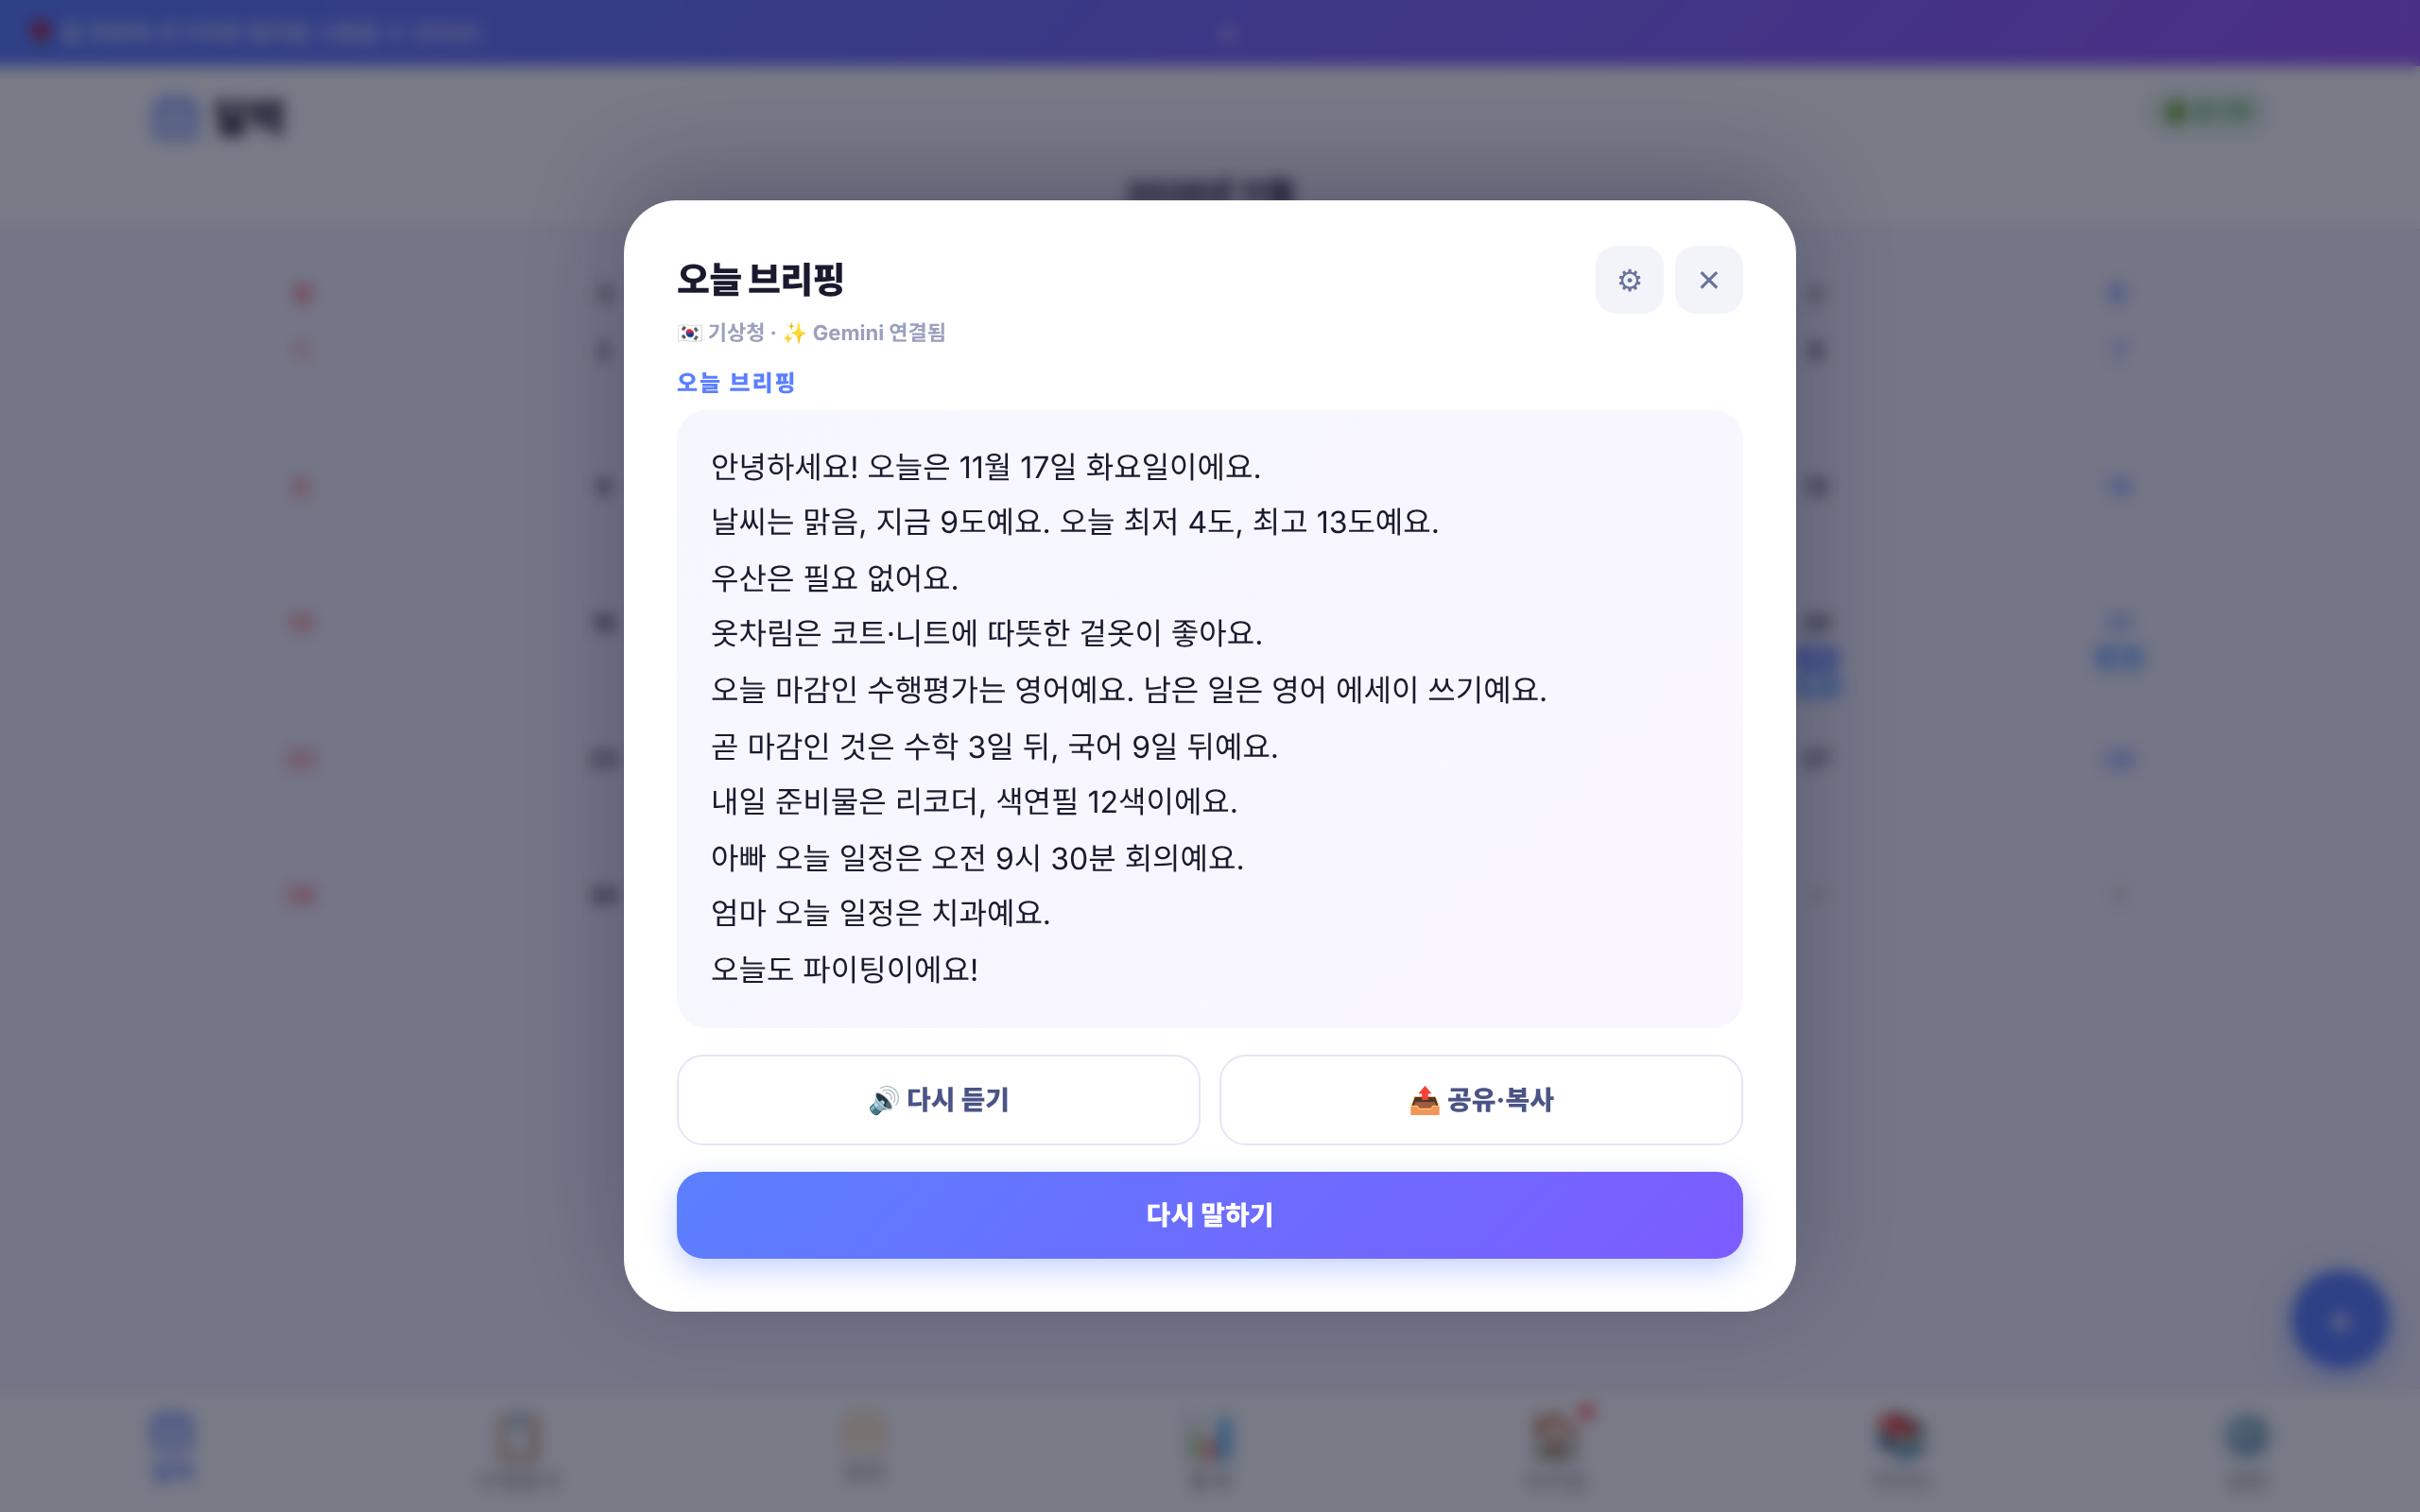 오늘 브리핑
🇰🇷 기상청 · ✨ Gemini 연결됨
오늘 브리핑
안녕하세요! 오늘은 11월 17일 화요일이에요.
날씨는 맑음, 지금 9도예요. 오늘 최저 4도, 최고 13도예요.
우산은 필요 없어요.
옷차림은 코트·니트에 따뜻한 겉옷이 좋아요.
오늘 마감인 수행평가는 영어예요. 남은 일은 영어 에세이 쓰기예요.
곧 마감인 것은 수학 3일 뒤, 국어 9일 뒤예요.
내일 준비물은 리코더, 색연필 12색이에요.
아빠 오늘 일정은 오전 9시 30분 회의예요.
엄마 오늘 일정은 치과예요.
오늘도 파이팅이에요!
🔊 다시 듣기
📤 공유·복사
다시 말하기